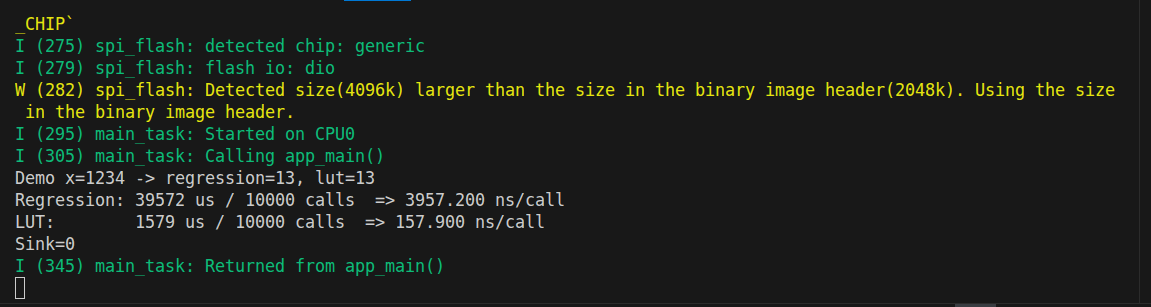 _CHIP`
I (275) spi_flash: detected chip: generic
I (279) spi_flash: flash io: dio
W (282) spi_flash: Detected size(4096k) larger than the size in the binary image header(2048k). Using the size
 in the binary image header.
I (295) main_task: Started on CPU0
I (305) main_task: Calling app_main()
Demo x=1234 -> regression=13, lut=13
Regression: 39572 us / 10000 calls  => 3957.200 ns/call
LUT:        1579 us / 10000 calls  => 157.900 ns/call
Sink=0
I (345) main_task: Returned from app_main()